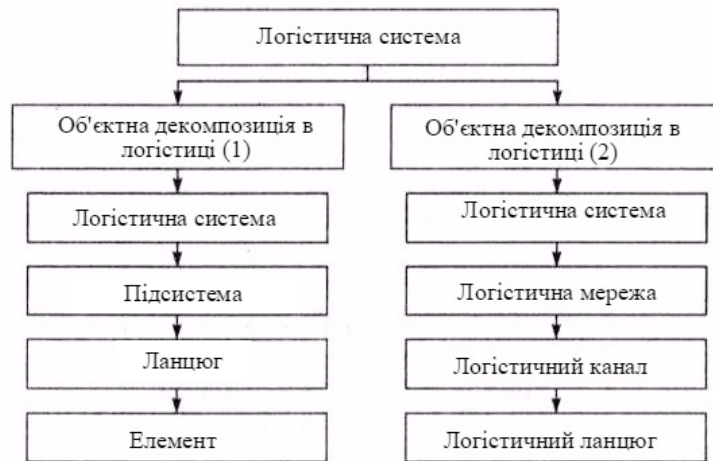 Логістична система
Об'єктна декомпозиція в
логістиці (1)
Логістична система
Підсистема
Ланцюг
Елемент
Об'єктна декомпозиція в
логістиці (2)
Логістична система
Логістична мережа
Логістичний канал
Логістичний ланцюг